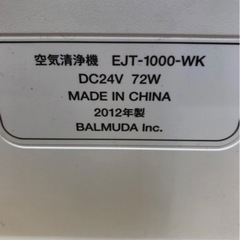 空気清浄機 EJT-1000-WK
DC24V 72W
MADE IN CHINA
2012年製
BALMUDA Inc.